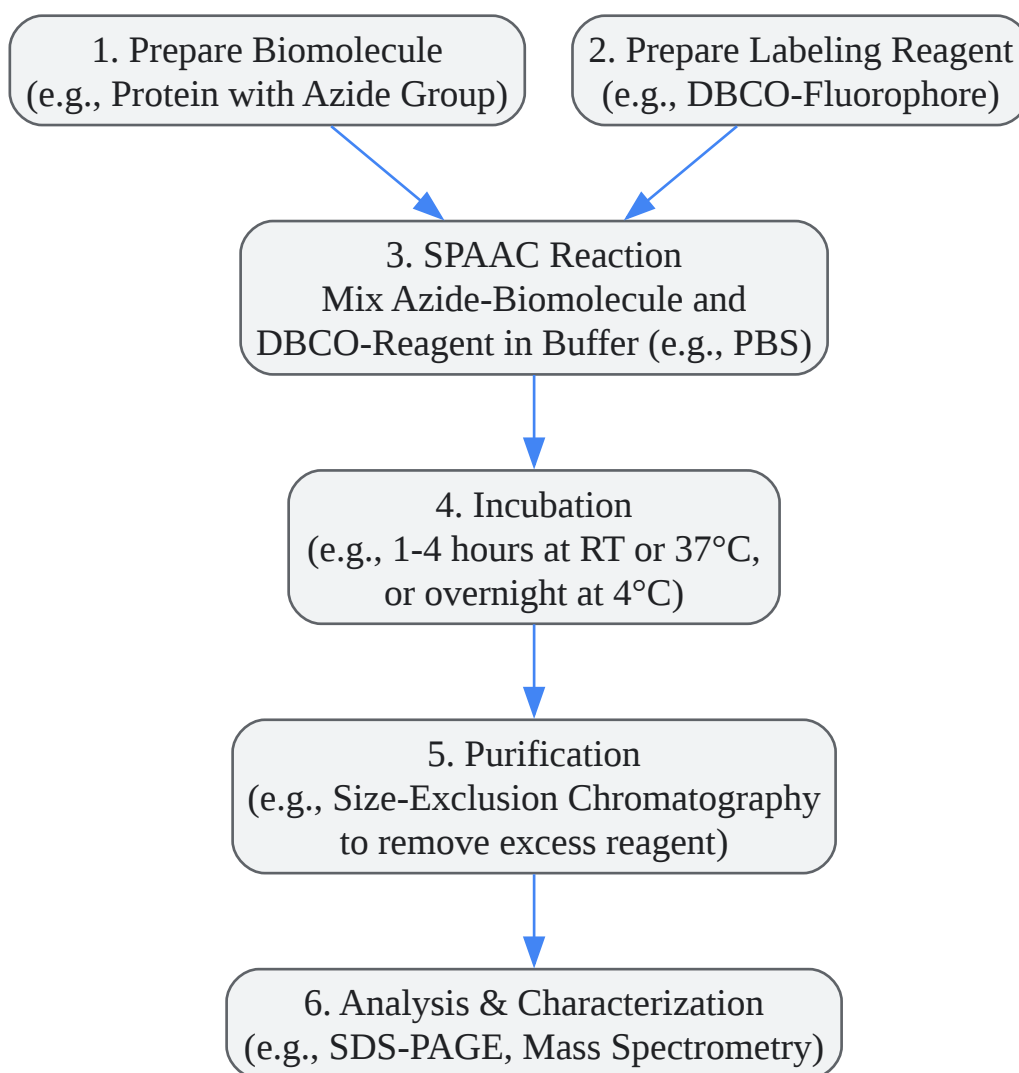 1. Prepare Biomolecule
(e.g., Protein with Azide Group)
2. Prepare Labeling Reagent
(e.g., DBCO-Fluorophore)
3. SPAAC Reaction
Mix Azide-Biomolecule and
DBCO-Reagent in Buffer (e.g., PBS)
4. Incubation
(e.g., 1-4 hours at RT or 37°C,
or overnight at 4°C)
5. Purification
(e.g., Size-Exclusion Chromatography
to remove excess reagent)
6. Analysis & Characterization
(e.g., SDS-PAGE, Mass Spectrometry)